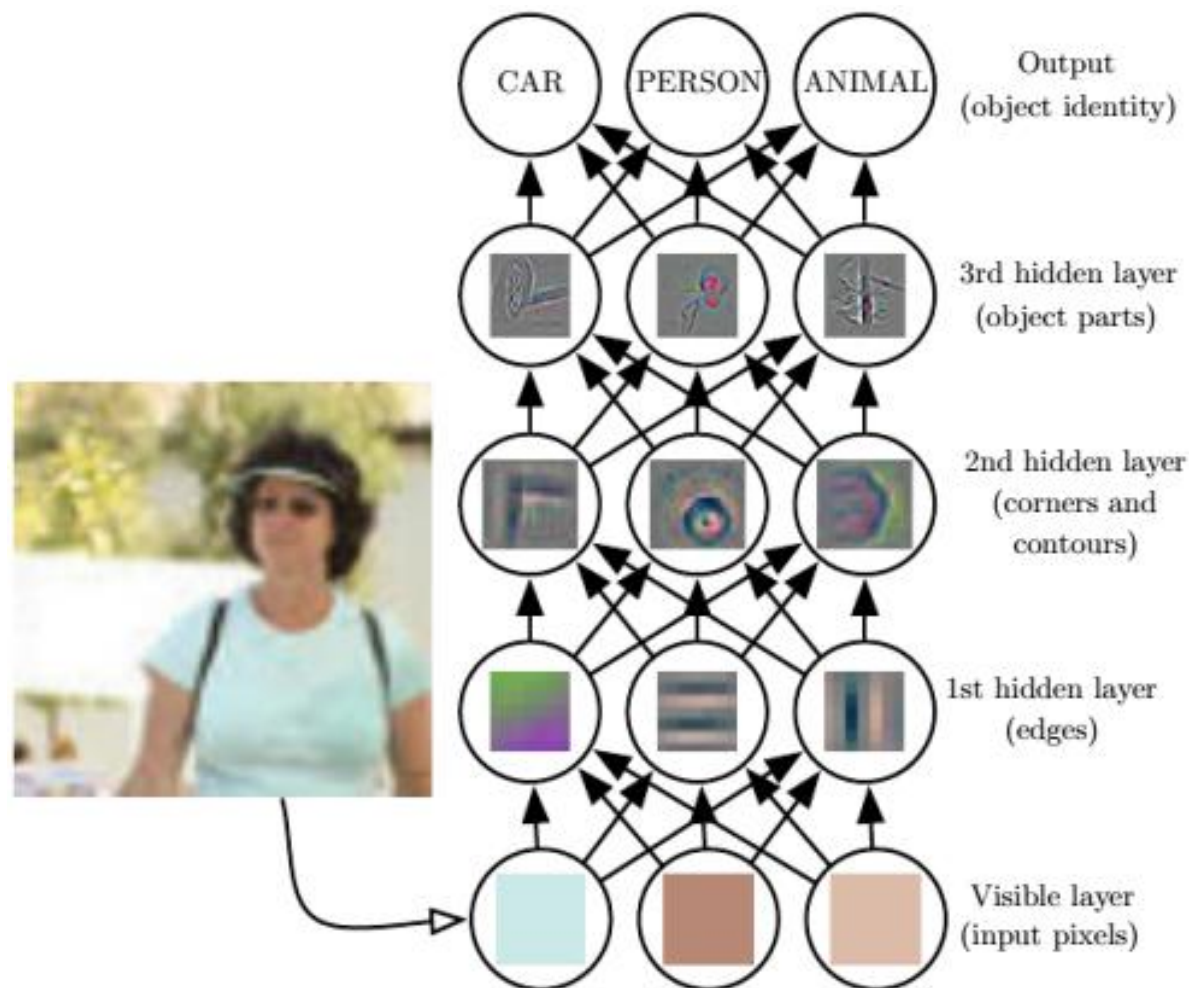 CAR PERSON ANIMAL
Output
(object identity)
3rd hidden layer
(object parts)
2nd hidden layer
(corners and
contours)
1st hidden layer
(edges)
Visible layer
(input pixels)